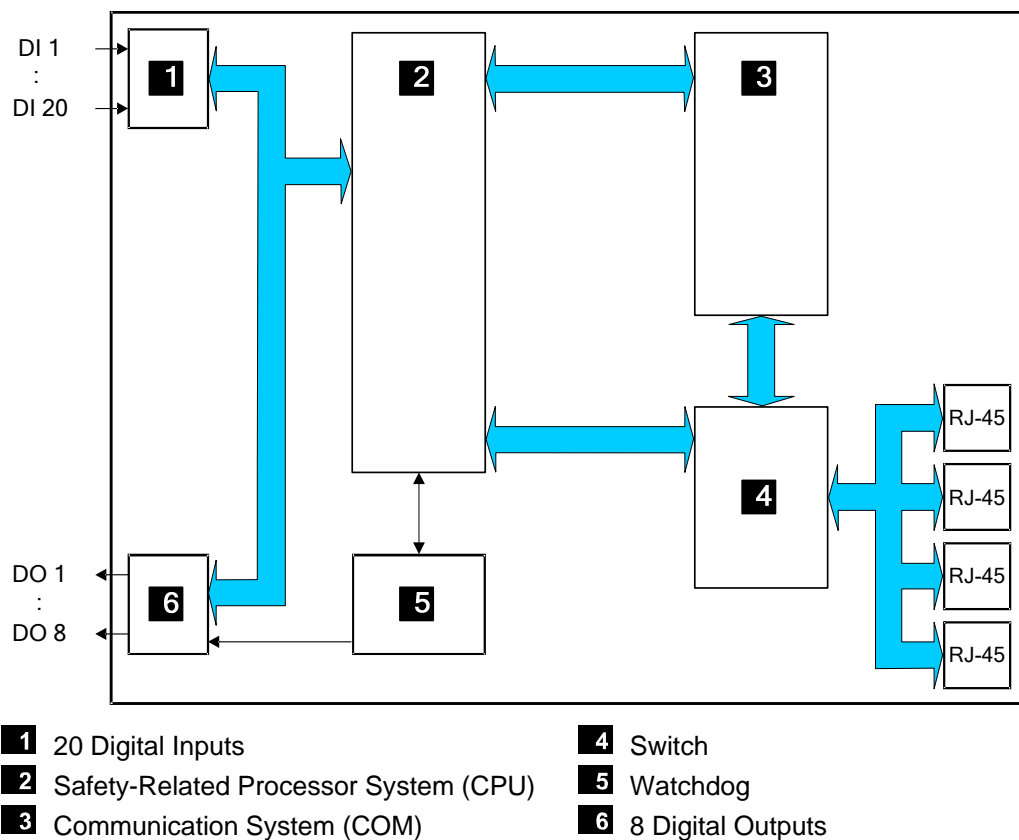 DI 1
:
DI 20
1
2
3
RJ-45
RJ-45
4
DO 1
:
DO 8
6
5
RJ-45
RJ-45
1 20 Digital Inputs
2 Safety-Related Processor System (CPU)
3 Communication System (COM)
4 Switch
5 Watchdog
6 8 Digital Outputs